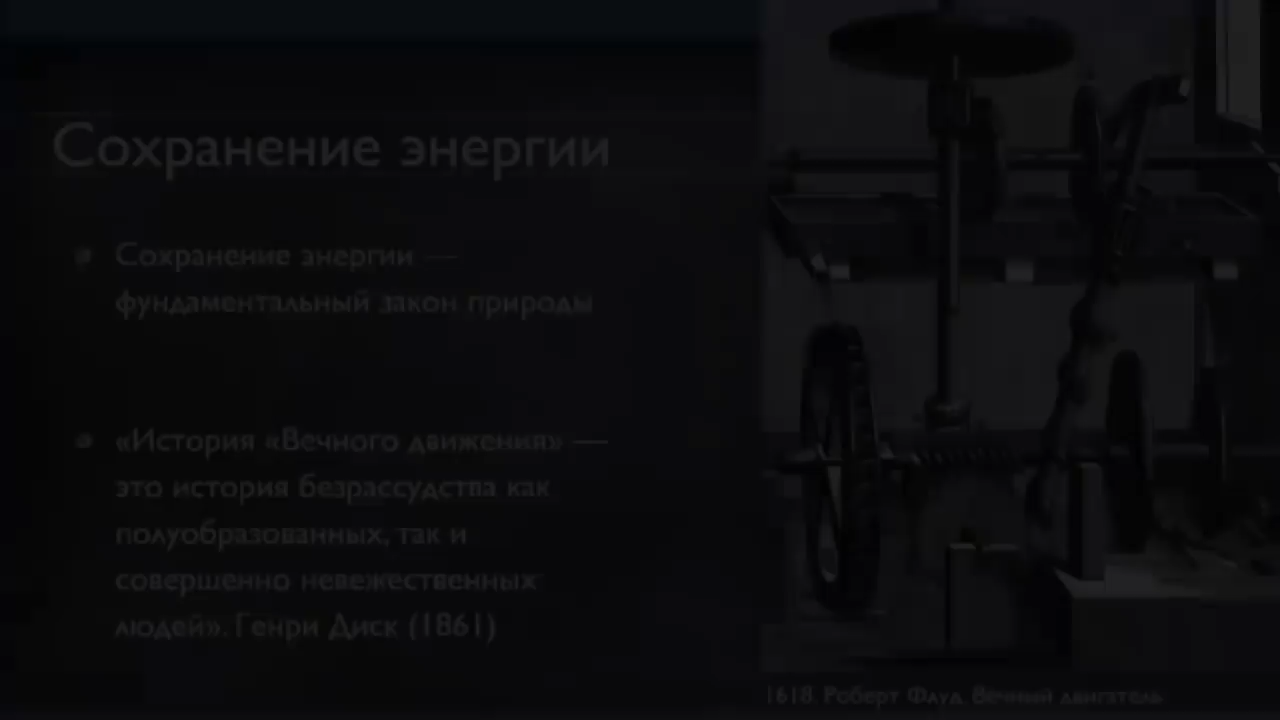 Сохранение энергии
Сохранение энергии —
фундаментальный закон природы
«История «Вечного движения» —
это история безрассудства как
полуобразованных, так и
совершенно невежественных
людей». Генри Диск (1861)
1618. Роберт Флуд. Вечный двигатель